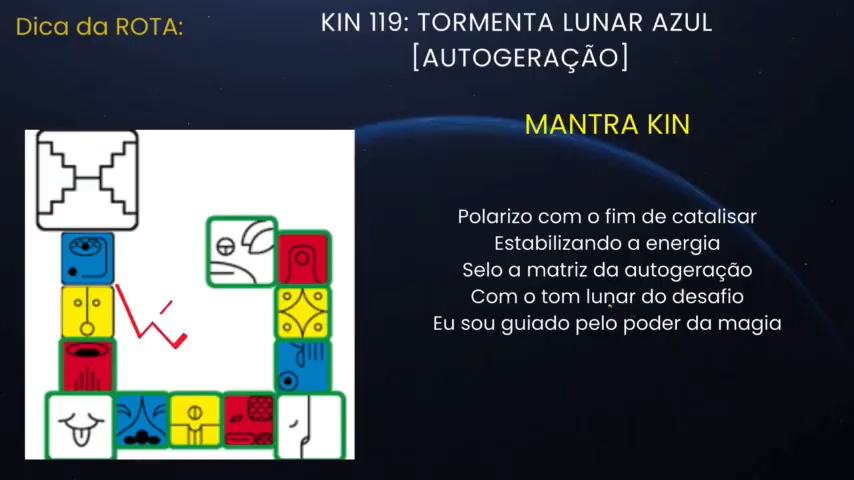 Dica da ROTA:
KIN 119: TORMENTA LUNAR AZUL
[AUTOGERAÇÃO]
MANTRA KIN
Polarizo com o fim de catalisar
Estabilizando a energia
Selo a matriz da autogeração
Com o tom lunar do desafio
Eu sou guiado pelo poder da magia